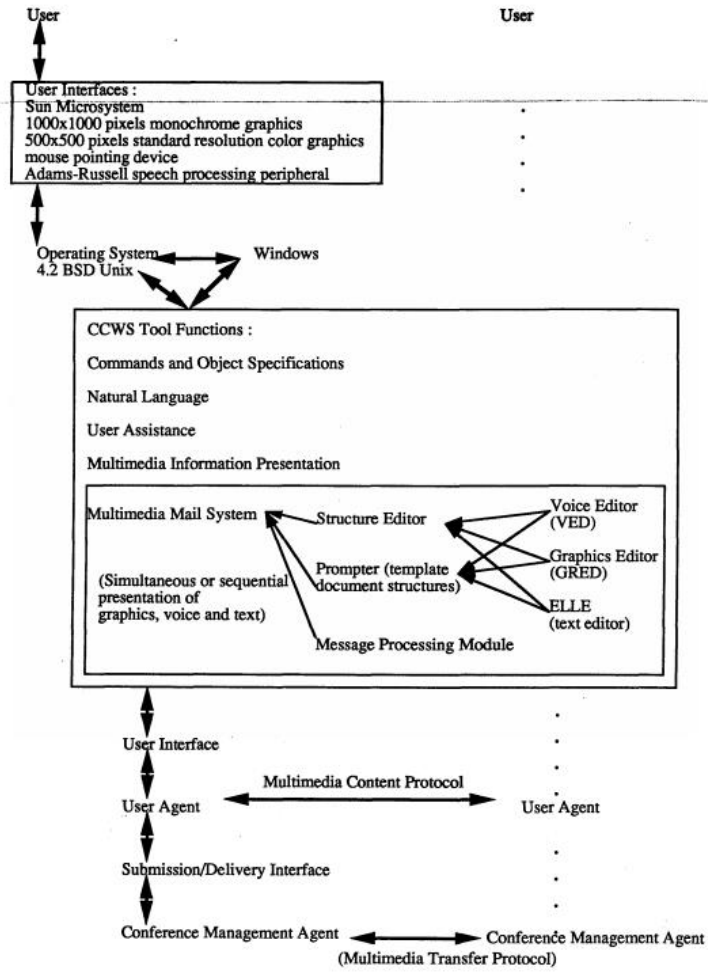 User
User
User Interfaces :
Sun Microsystem
1000x1000 pixels monochrome graphics
500x500 pixels standard resolution color graphics
mouse pointing device
Adams-Russell speech processing peripheral
Operating System
4.2 BSD Unix
Windows
CCWS Tool Functions :
Commands and Object Specifications
Natural Language
User Assistance
Multimedia Information Presentation
Multimedia Mail System
(Simultaneous or sequential
presentation of
graphics, voice and text)
Structure Editor
Prompter (template
document structures)
Message Processing Module
Voice Editor
(VED)
Graphics Editor
(GRED)
ELLE
(text editor)
User Interface
User Agent
Multimedia Content Protocol
User Agent
Submission/Delivery Interface
Conference Management Agent
Conference Management Agent
(Multimedia Transfer Protocol)